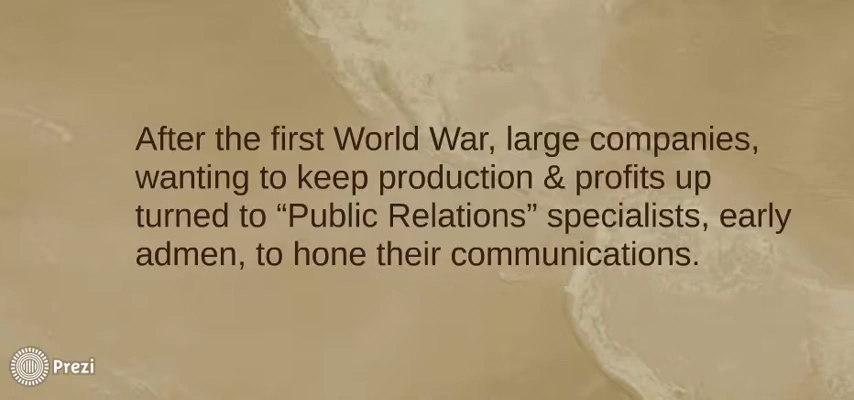 After the first World War, large companies,
wanting to keep production & profits up
turned to “Public Relations” specialists, early
admen, to hone their communications.
Prezi